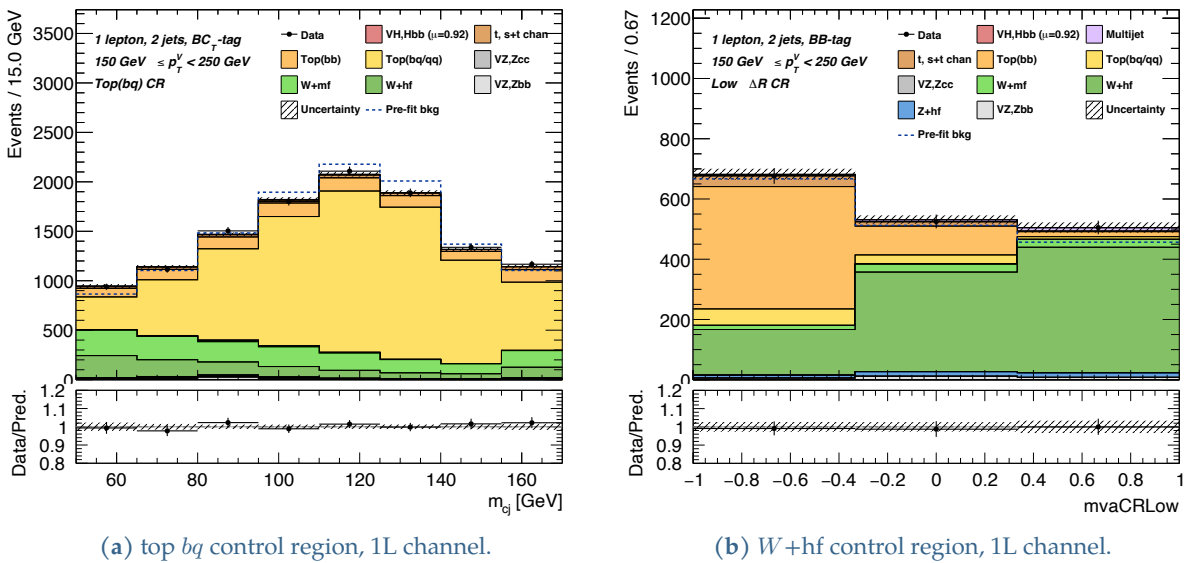 1 lepton, 2 jets, BC_T-tag
150 GeV ≤ p_T^V < 250 GeV
Top(bq) CR
Data
VH,Hbb (μ=0.92)
t, s+t chan
Top(bb)
Top(bq/qq)
VZ,Zcc
W+mf
W+hf
VZ,Zbb
Uncertainty
Pre-fit bkg
Events / 15.0 GeV
3500
3000
2500
2000
1500
1000
500
0
Data/Pred.
1.2
1.1
1.0
0.9
0.8
60 80 100 120 140 160
m_cj [GeV]
(a) top bq control region, 1L channel.
1 lepton, 2 jets, BB-tag
150 GeV ≤ p_T^V < 250 GeV
Low ΔR CR
Data
VH,Hbb (μ=0.92)
Multijet
t, s+t chan
Top(bb)
Top(bq/qq)
VZ,Zcc
W+mf
W+hf
Z+hf
VZ,Zbb
Uncertainty
Pre-fit bkg
Events / 0.67
1200
1000
800
600
400
200
0
Data/Pred.
1.2
1.1
1.0
0.9
0.8
−1 −0.8 −0.6 −0.4 −0.2 0 0.2 0.4 0.6 0.8 1
mvaCRLow
(b) W+hf control region, 1L channel.